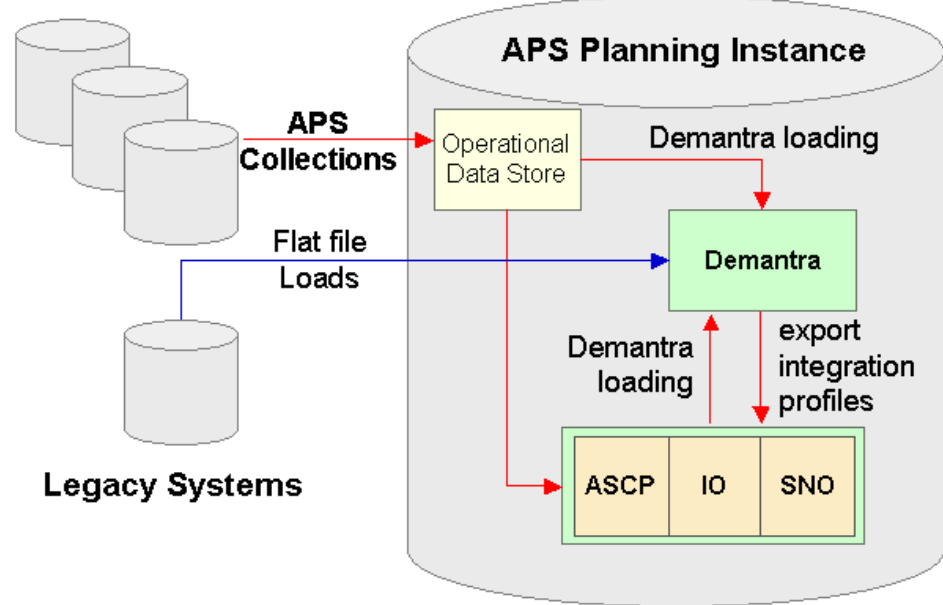 APS Planning Instance
APS
Collections
Operational
Data Store
Demantra loading
Flat file
Loads
Demantra
Demantra
loading
export
integration
profiles
ASCP
IO
SNO
Legacy Systems